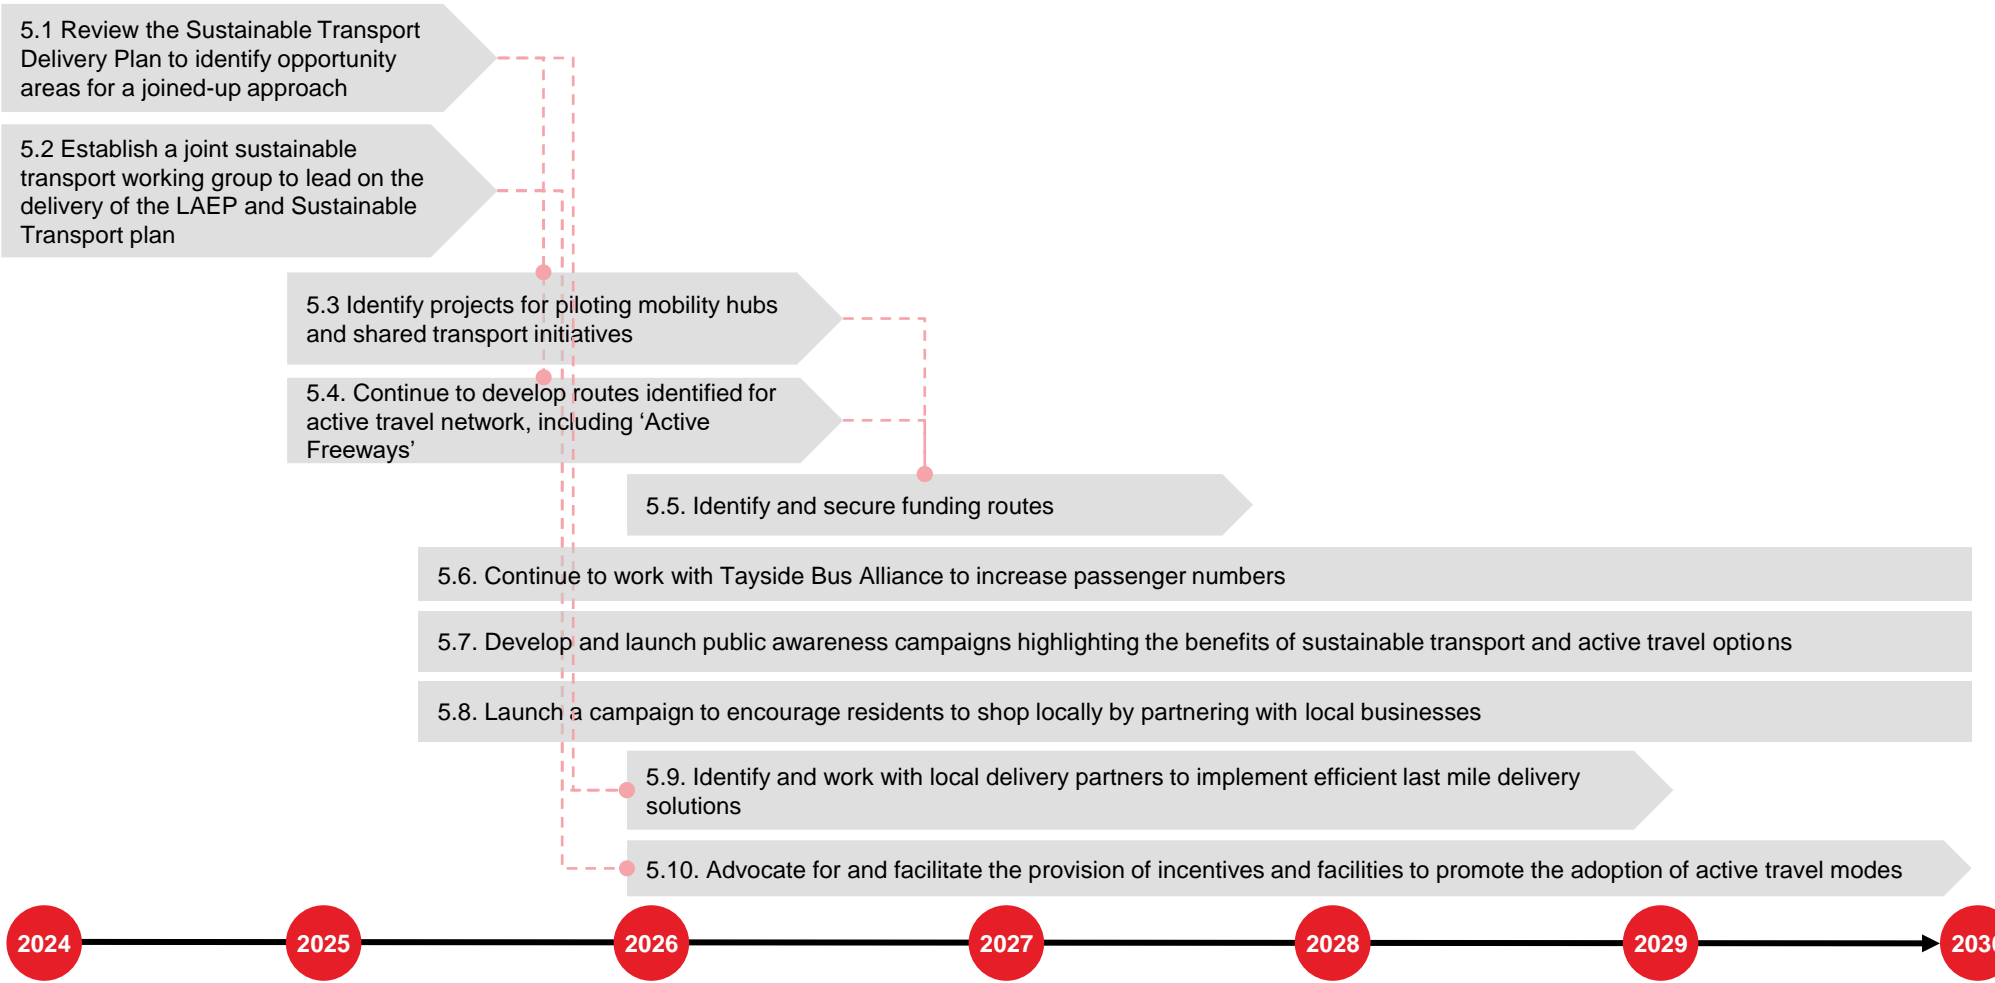 5.1 Review the Sustainable Transport
Delivery Plan to identify opportunity
areas for a joined-up approach
5.2 Establish a joint sustainable
transport working group to lead on the
delivery of the LAEP and Sustainable
Transport plan
5.3 Identify projects for piloting mobility hubs
and shared transport initiatives
5.4. Continue to develop routes identified for
active travel network, including ‘Active
Freeways’
5.5. Identify and secure funding routes
5.6. Continue to work with Tayside Bus Alliance to increase passenger numbers
5.7. Develop and launch public awareness campaigns highlighting the benefits of sustainable transport and active travel options
5.8. Launch a campaign to encourage residents to shop locally by partnering with local businesses
5.9. Identify and work with local delivery partners to implement efficient last mile delivery
solutions
5.10. Advocate for and facilitate the provision of incentives and facilities to promote the adoption of active travel modes
2024 2025 2026 2027 2028 2029 2030